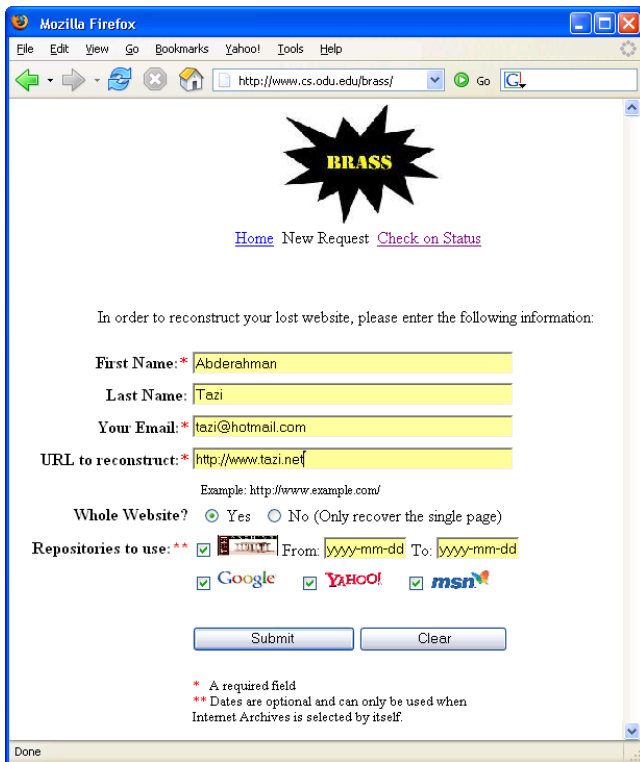 Mozilla Firefox
File Edit View Go Bookmarks Yahoo! Tools Help
http://www.cs.odu.edu/brass/ Go G
BRASS
Home New Request Check on Status
In order to reconstruct your lost website, please enter the following information:
First Name:* Abderahman
Last Name: Tazi
Your Email:* tazi@hotmail.com
URL to reconstruct:* http://www.tazi.net
Example: http://www.example.com/
Whole Website? Yes No (Only recover the single page)
Repositories to use: ** From: yyyy-mm-dd To: yyyy-mm-dd
Google YAHOO! msn
Submit Clear
* A required field
** Dates are optional and can only be used when
Internet Archives is selected by itself.
Done